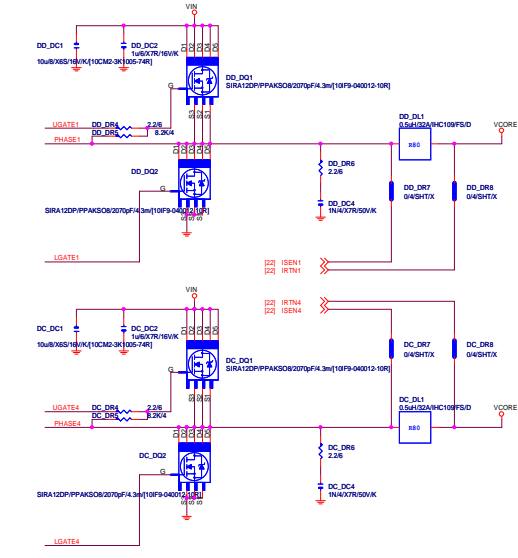 VIN
DD_DC1
10u/8/X6S/16V/K/[10CM2-3K1005-74R]
DD_DC2
1u/6/X7R/16V/K
D1
D2
D3
D4
D5
G
DD_DQ1
SIRA12DP/PPAKSO8/2070pF/4.3m/[10IF9-040012-10R]
S3
S2
S1
UGATE1
DD_DR4
2.2/6
DD_DR5
8.2K/4
PHASE1
D1
D2
D3
D4
D5
DD_DQ2
G
SIRA12DP/PPAKSO8/2070pF/4.3m/[10IF9-040012-10R]
LGATE1
DD_DR6
2.2/6
DD_DC4
1N/4/X7R/50V/K
DD_DL1
0.5uH/32A/IHC109/FS/D
R80
VCORE
DD_DR7
0/4/SHT/X
DD_DR8
0/4/SHT/X
[22] ISEN1
[22] IRTN1
VIN
DC_DC1
10u/8/X6S/16V/K/[10CM2-3K1005-74R]
DC_DC2
1u/6/X7R/16V/K
D1
D2
D3
D4
D5
G
DC_DQ1
SIRA12DP/PPAKSO8/2070pF/4.3m/[10IF9-040012-10R]
S3
S2
S1
[22] IRTN4
[22] ISEN4
DC_DR7
0/4/SHT/X
DC_DR8
0/4/SHT/X
UGATE4
DC_DR4
2.2/6
DC_DR5
8.2K/4
PHASE4
DC_DL1
0.5uH/32A/IHC109/FS/D
R80
VCORE
D1
D2
D3
D4
D5
DC_DQ2
G
SIRA12DP/PPAKSO8/2070pF/4.3m/[10IF9-040012-10R]
DC_DR6
2.2/6
DC_DC4
1N/4/X7R/50V/K
LGATE4